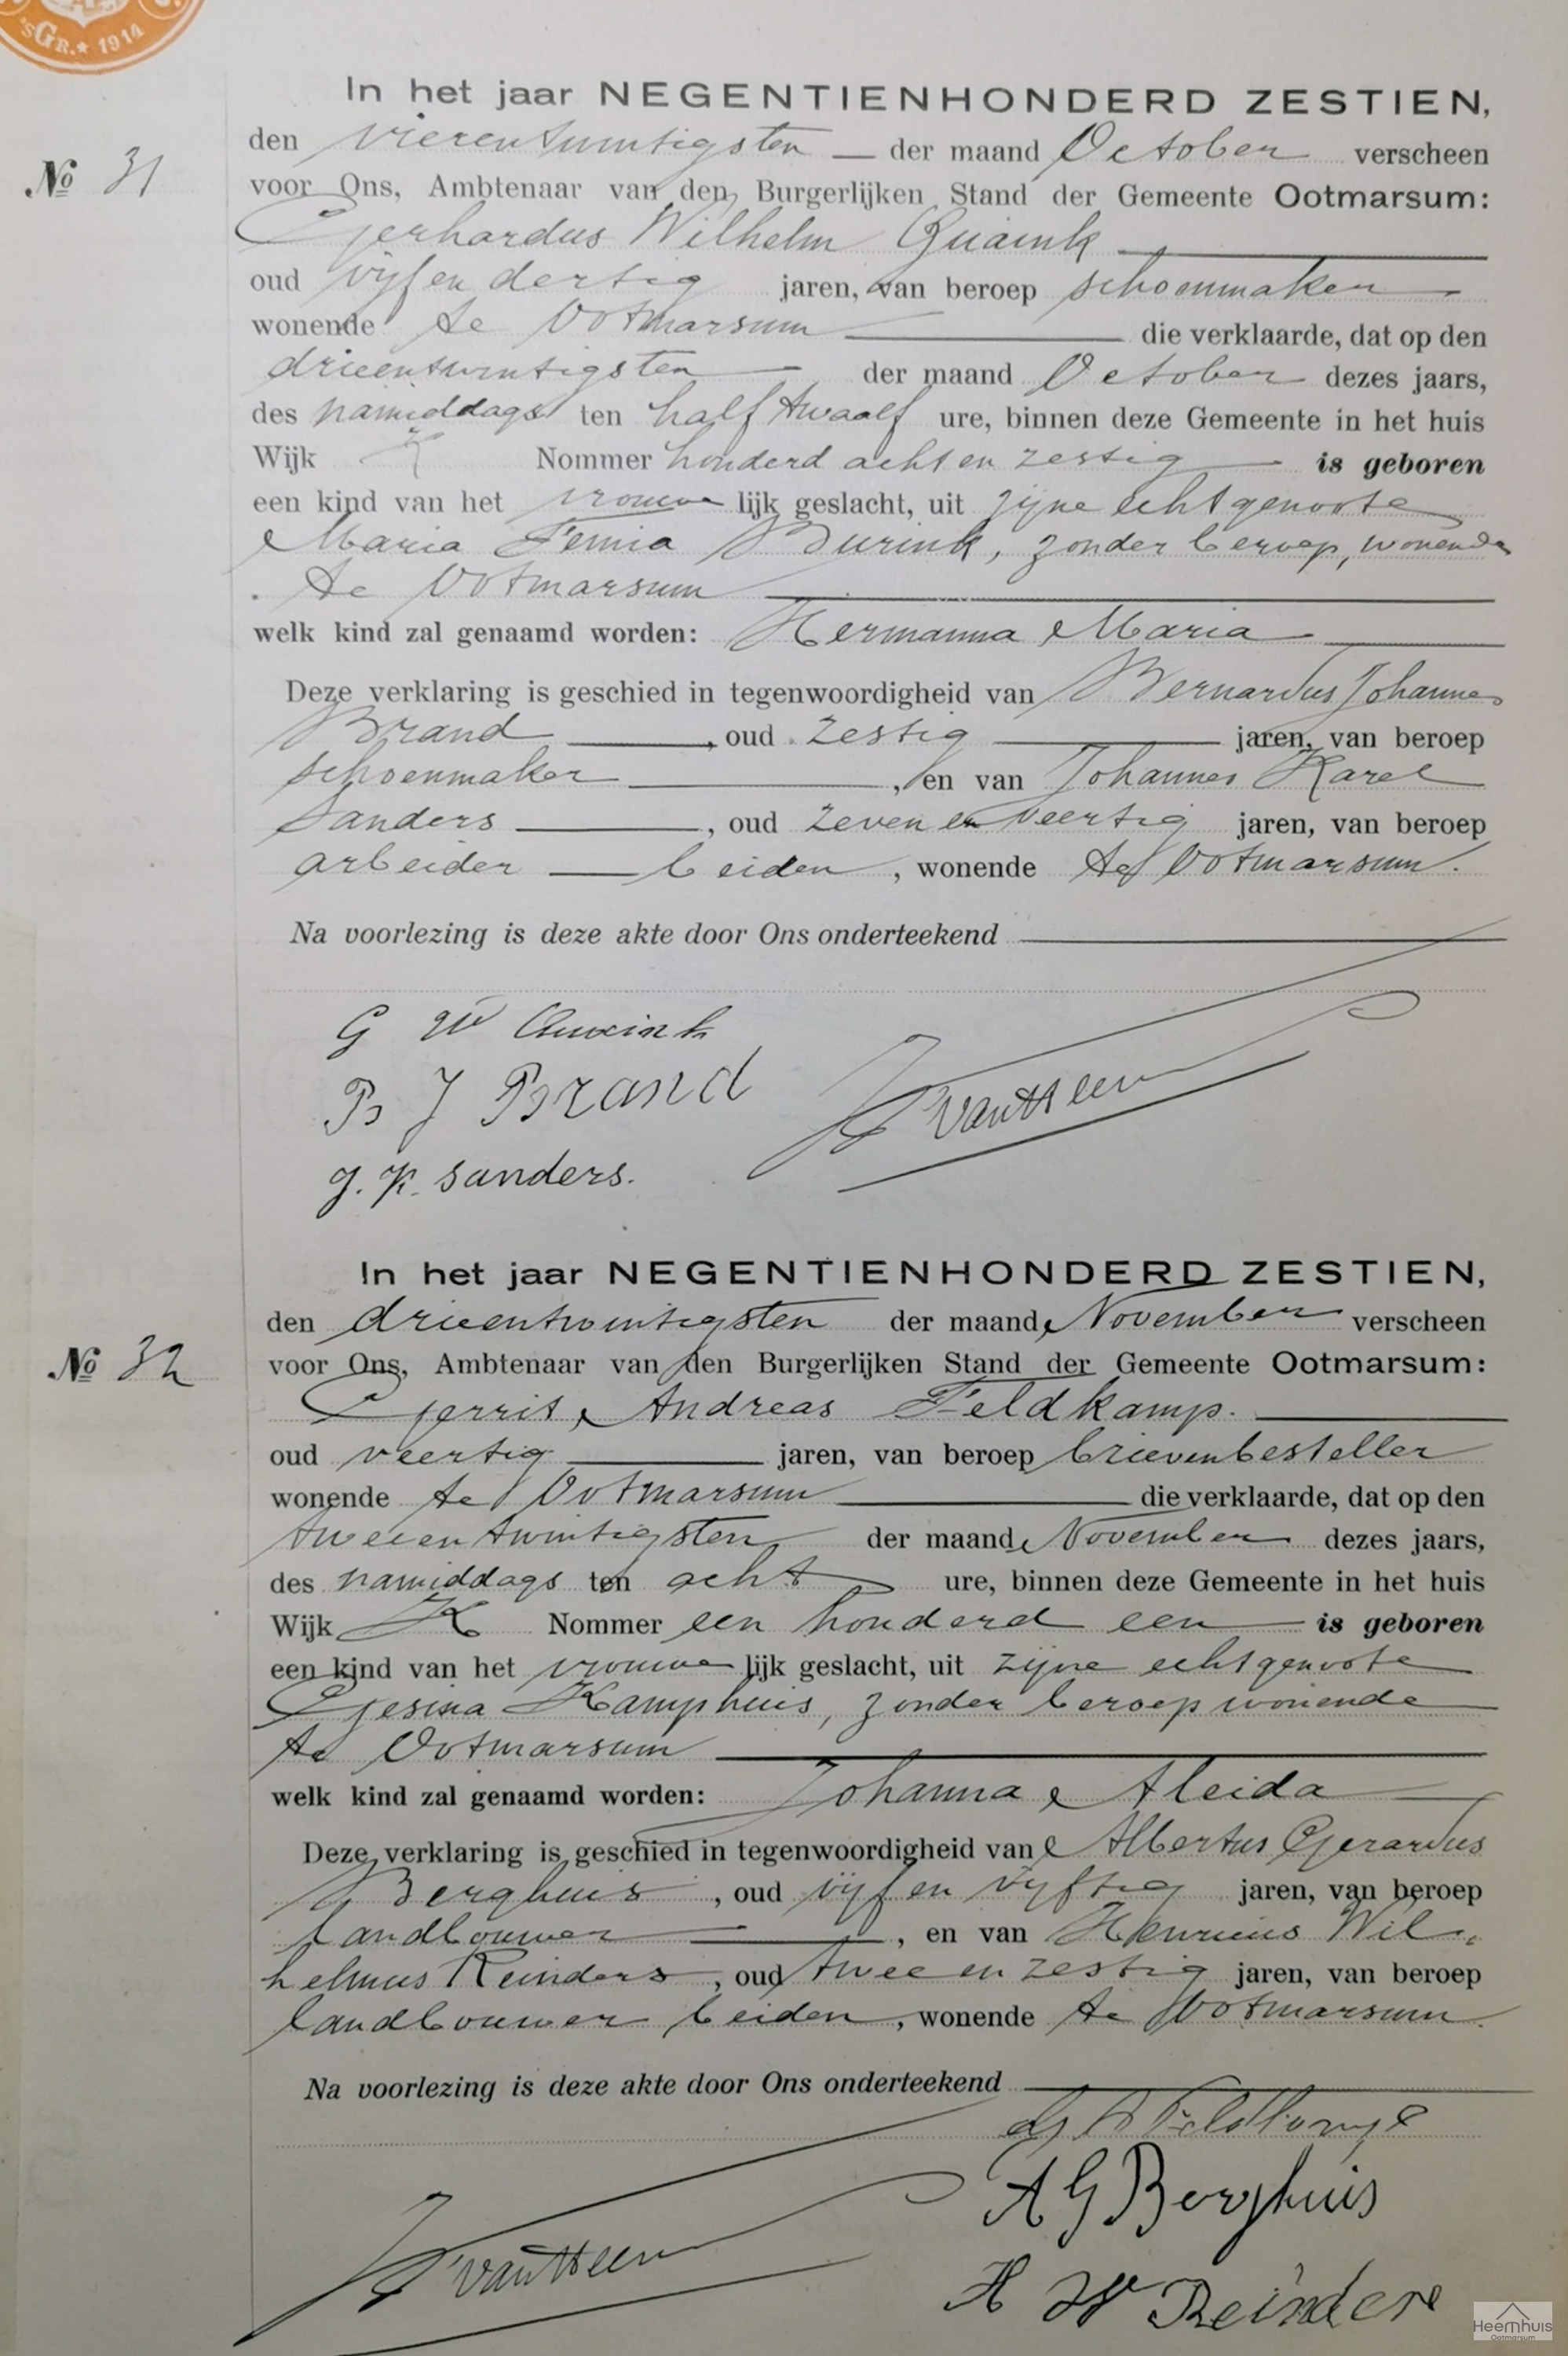 'sGR.★ 1914
In het jaar NEGENTIENHONDERD ZESTIEN,
den vierentwintigsten — der maand October verscheen
No 31
voor Ons, Ambtenaar van den Burgerlijken Stand der Gemeente Ootmarsum:
Gerhardus Wilhelm Quaink
oud vijfendertig jaren, van beroep schoenmaker
wonende te Ootmarsum die verklaarde, dat op den
drieentwintigsten der maand October dezes jaars,
des namiddags ten half twaalf ure, binnen deze Gemeente in het huis
Wijk K Nommer honderd acht en zestig is geboren
een kind van het vrouwelijk geslacht, uit zijne echtgenoote
Maria Femia Burink, zonder beroep, wonende
te Ootmarsum
welk kind zal genaamd worden: Hermanna Maria
Deze verklaring is geschied in tegenwoordigheid van Bernardus Johannes
Brand, oud zestig jaren, van beroep
schoenmaker, en van Johannes Karel
Sanders, oud zeven en veertig jaren, van beroep
arbeider — beiden, wonende te Ootmarsum.
Na voorlezing is deze akte door Ons onderteekend
G W
B J Brand
J. K. Sanders.
In het jaar NEGENTIENHONDERD ZESTIEN,
den drieentwintigsten der maand November verscheen
No 32
voor Ons, Ambtenaar van den Burgerlijken Stand der Gemeente Ootmarsum:
Gerrit Andreas Feldkamp.
oud veertig jaren, van beroep brievenbesteller
wonende te Ootmarsum die verklaarde, dat op den
tweeentwintigsten der maand November dezes jaars,
des namiddags ten acht ure, binnen deze Gemeente in het huis
Wijk K Nommer een honderd een is geboren
een kind van het vrouwelijk geslacht, uit zijne echtgenoote
Gesina Kamphuis, zonder beroep wonende
te Ootmarsum
welk kind zal genaamd worden: Johanna Aleida
Deze verklaring is geschied in tegenwoordigheid van Albertus Gerardus
Berghuis, oud vijf en vijftig jaren, van beroep
landbouwer, en van Henricus Wil„
helmus Reinders, oud twee en zestig jaren, van beroep
landbouwer beiden, wonende te Ootmarsum.
Na voorlezing is deze akte door Ons onderteekend
A G Berghuis
H W Reinders
Heemhuis
Ootmarsum